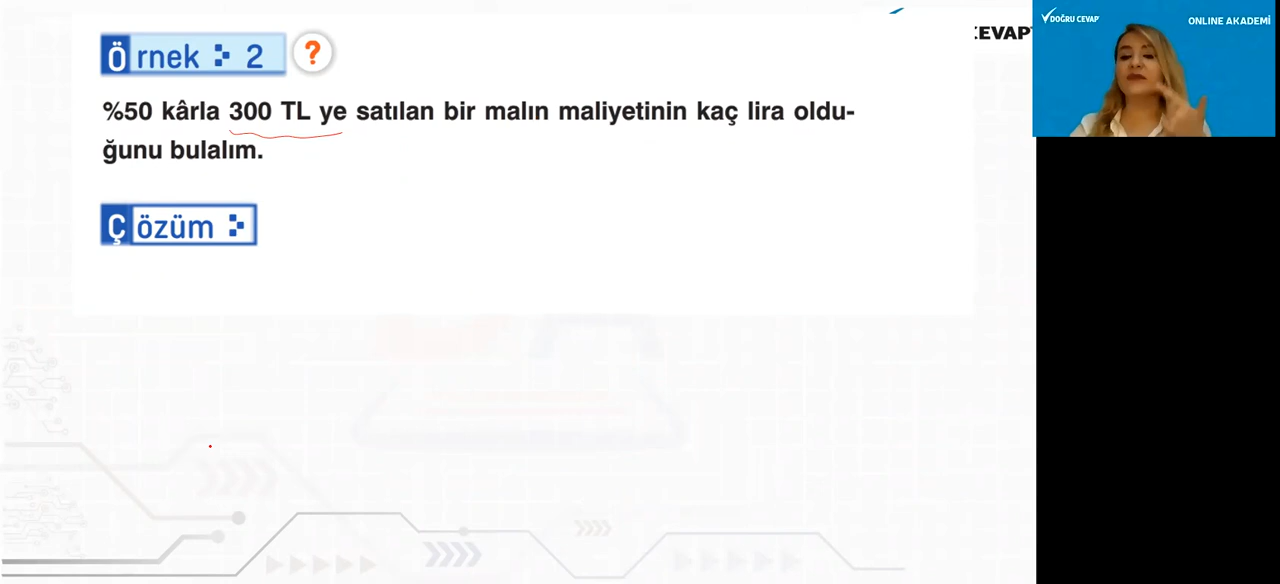 Örnek 2 ?
%50 kârla 300 TL ye satılan bir malın maliyetinin kaç lira oldu-
ğunu bulalım.
Çözüm
CEVAP
DOĞRU CEVAP
ONLINE AKADEMİ